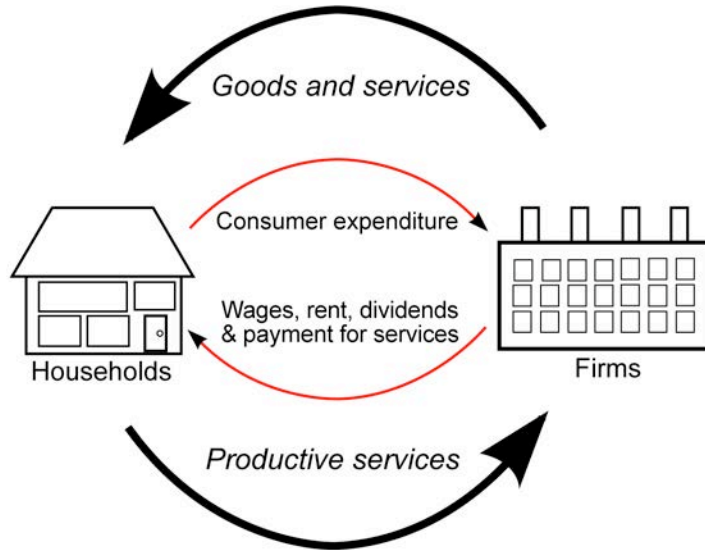 Goods and services
Consumer expenditure
Wages, rent, dividends
& payment for services
Households
Firms
Productive services